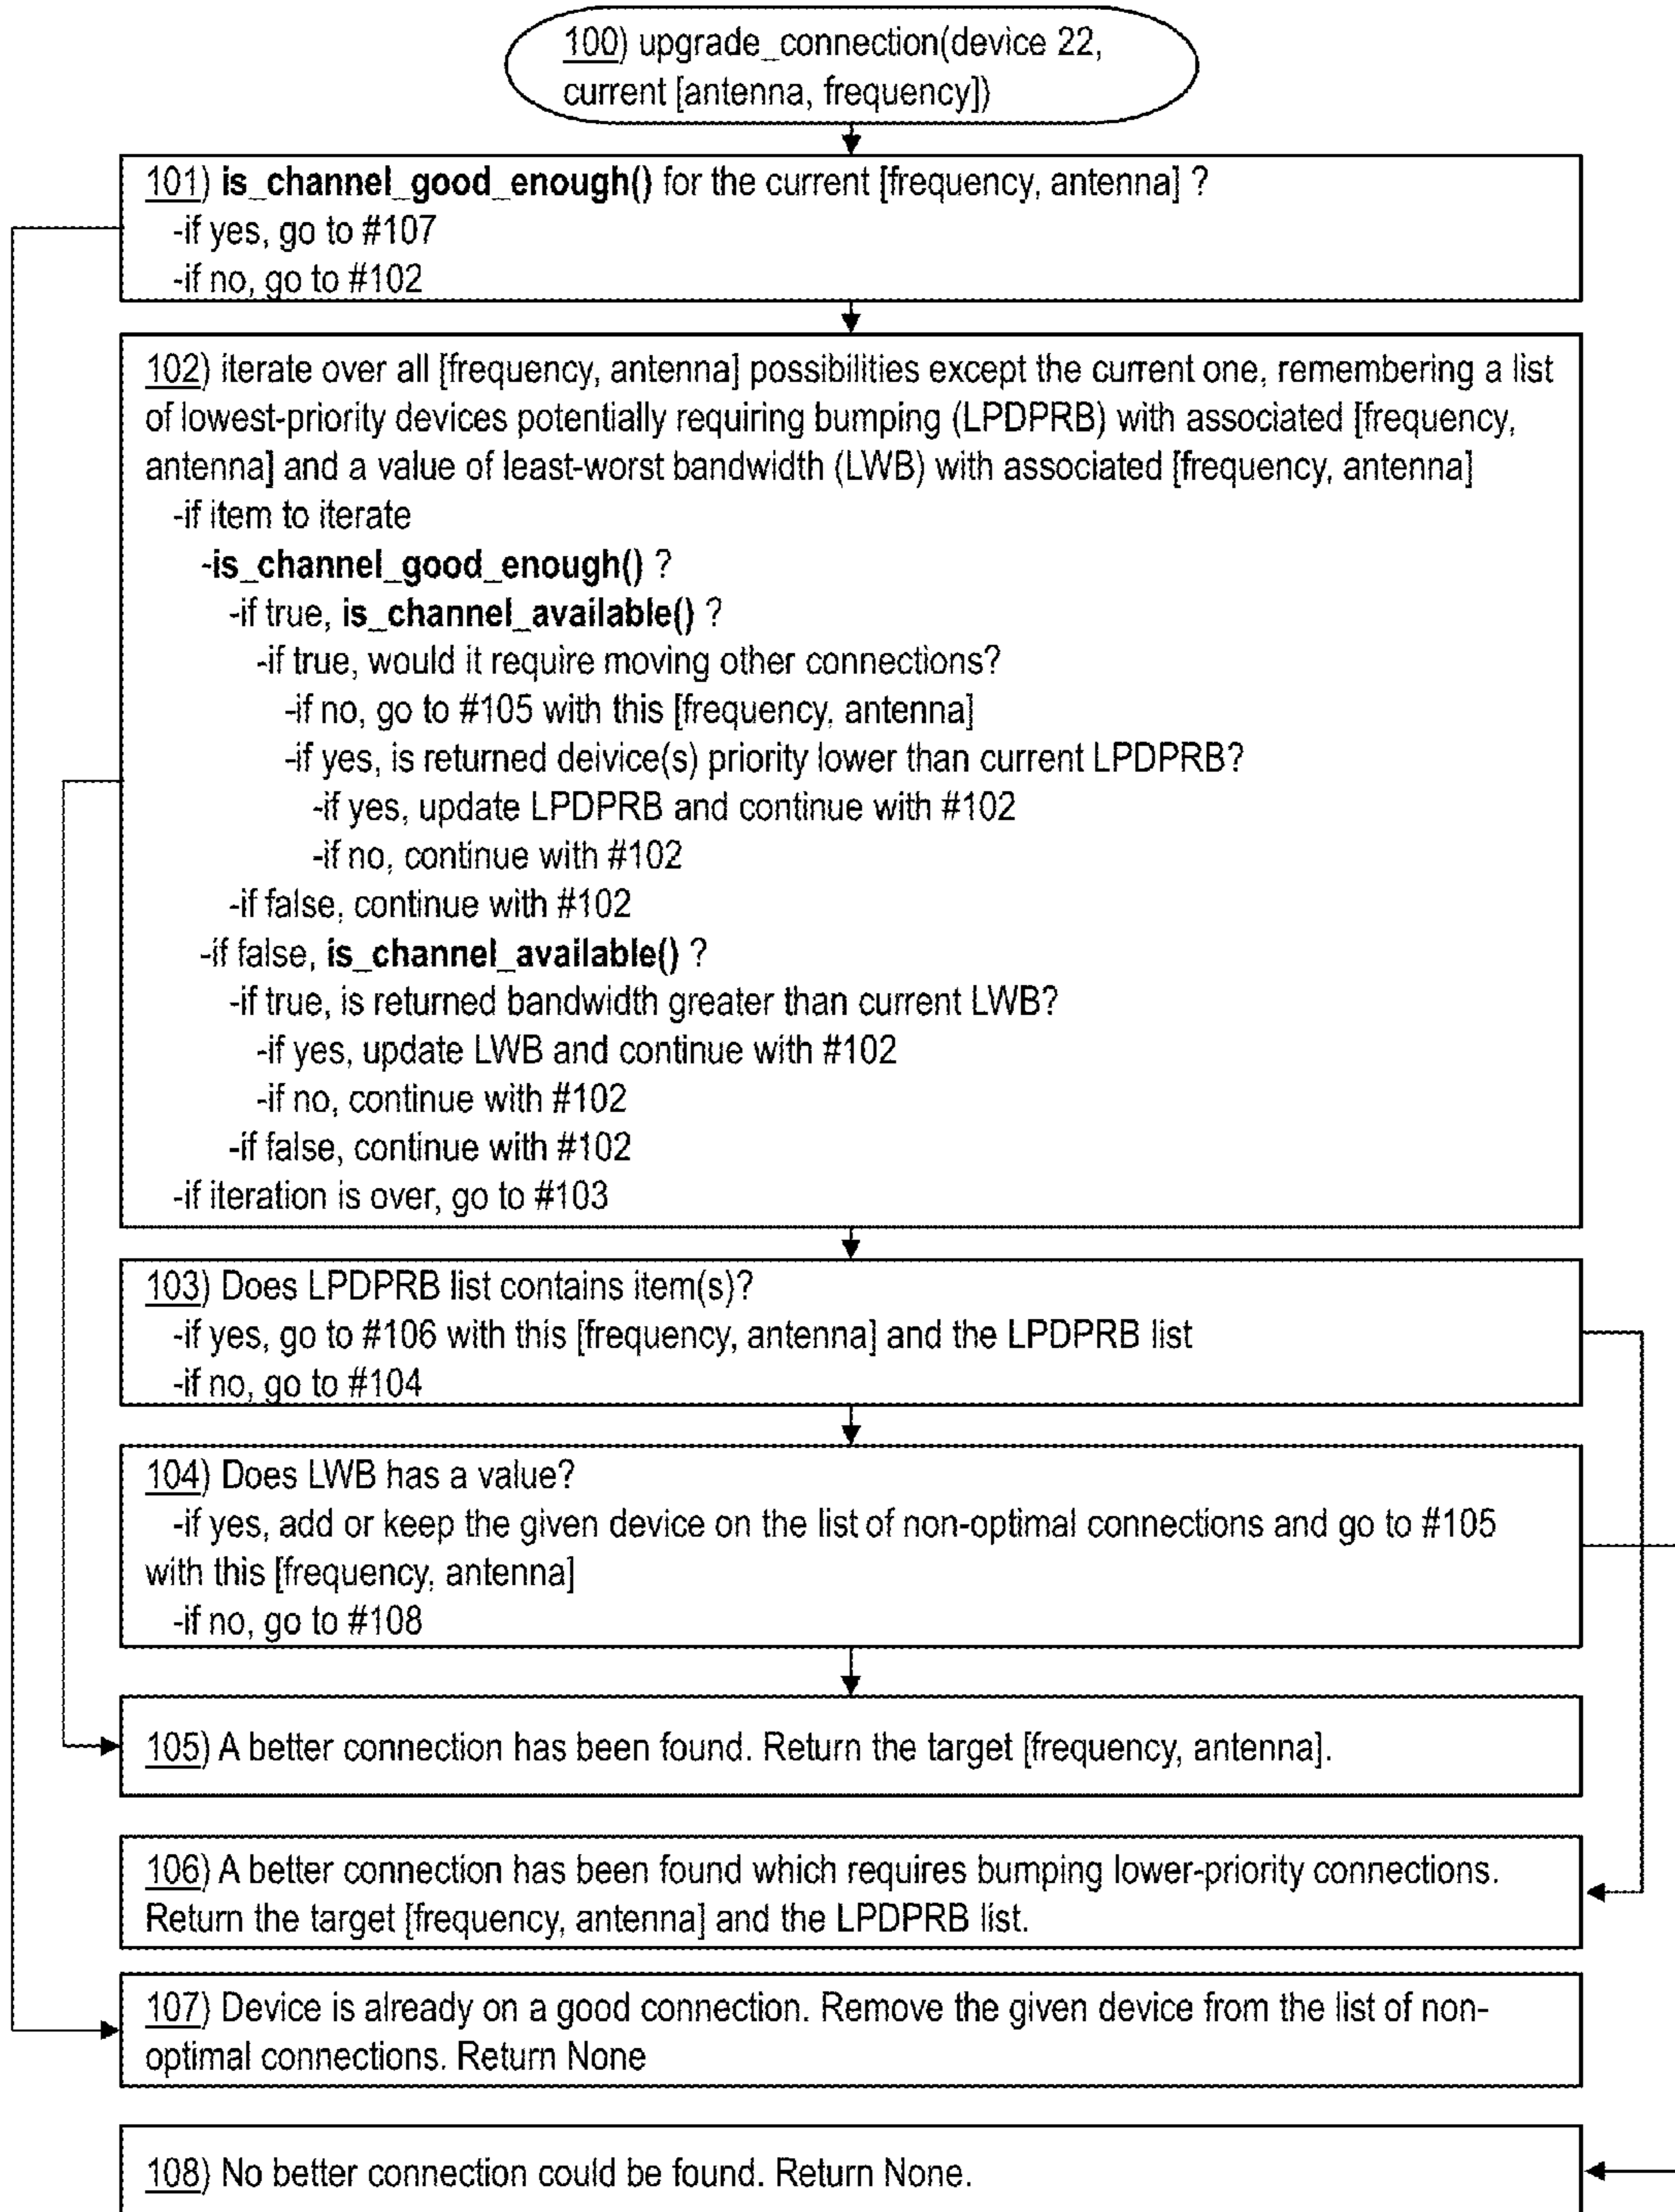 100) upgrade_connection(device 22,
current [antenna, frequency])
101) is_channel_good_enough() for the current [frequency, antenna] ?
-if yes, go to #107
-if no, go to #102
102) iterate over all [frequency, antenna] possibilities except the current one, remembering a list
of lowest-priority devices potentially requiring bumping (LPDPRB) with associated [frequency,
antenna] and a value of least-worst bandwidth (LWB) with associated [frequency, antenna]
-if item to iterate
-is_channel_good_enough() ?
-if true, is_channel_available() ?
-if true, would it require moving other connections?
-if no, go to #105 with this [frequency, antenna]
-if yes, is returned deivice(s) priority lower than current LPDPRB?
-if yes, update LPDPRB and continue with #102
-if no, continue with #102
-if false, continue with #102
-if false, is_channel_available() ?
-if true, is returned bandwidth greater than current LWB?
-if yes, update LWB and continue with #102
-if no, continue with #102
-if false, continue with #102
-if iteration is over, go to #103
103) Does LPDPRB list contains item(s)?
-if yes, go to #106 with this [frequency, antenna] and the LPDPRB list
-if no, go to #104
104) Does LWB has a value?
-if yes, add or keep the given device on the list of non-optimal connections and go to #105
with this [frequency, antenna]
-if no, go to #108
105) A better connection has been found. Return the target [frequency, antenna].
106) A better connection has been found which requires bumping lower-priority connections.
Return the target [frequency, antenna] and the LPDPRB list.
107) Device is already on a good connection. Remove the given device from the list of non-
optimal connections. Return None
108) No better connection could be found. Return None.